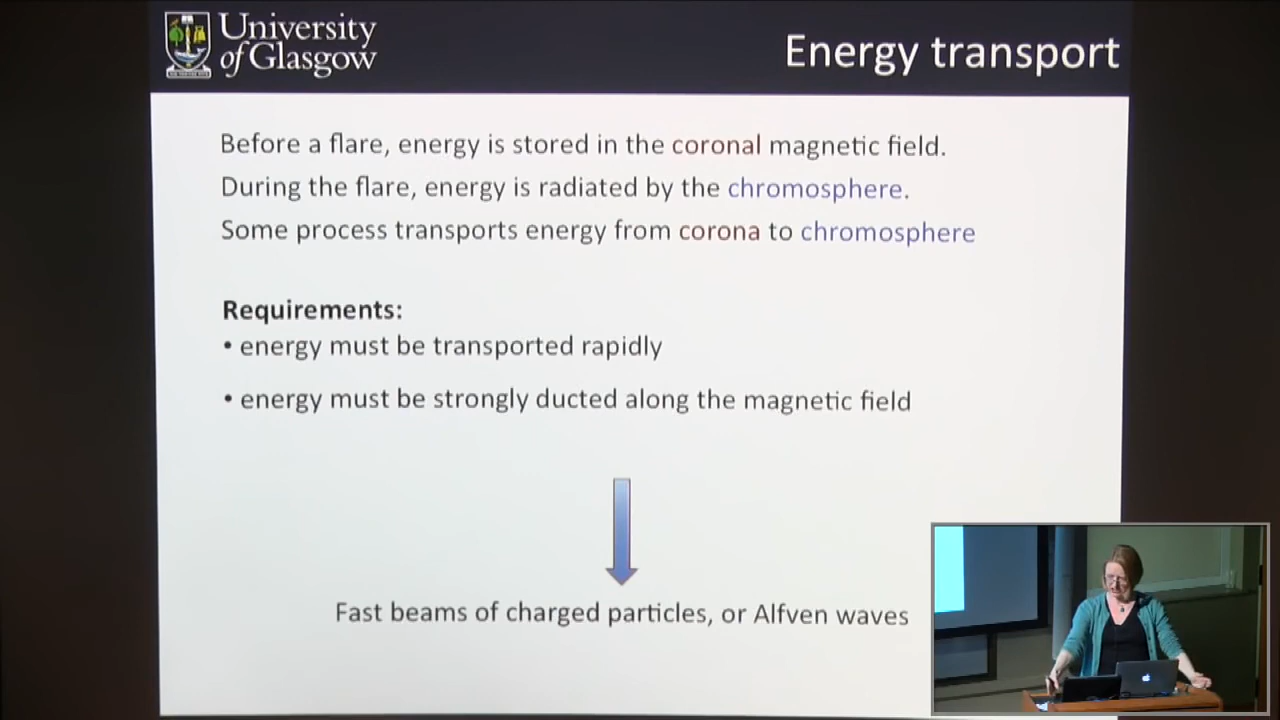 University
of Glasgow
Energy transport
Before a flare, energy is stored in the coronal magnetic field.
During the flare, energy is radiated by the chromosphere.
Some process transports energy from corona to chromosphere
Requirements:
• energy must be transported rapidly
• energy must be strongly ducted along the magnetic field
Fast beams of charged particles, or Alfven waves